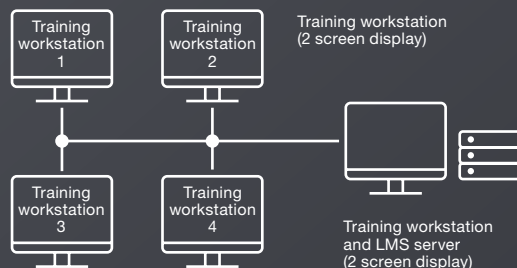 Training
workstation
1
Training
workstation
2
Training workstation
(2 screen display)
Training
workstation
3
Training
workstation
4
Training workstation
and LMS server
(2 screen display)